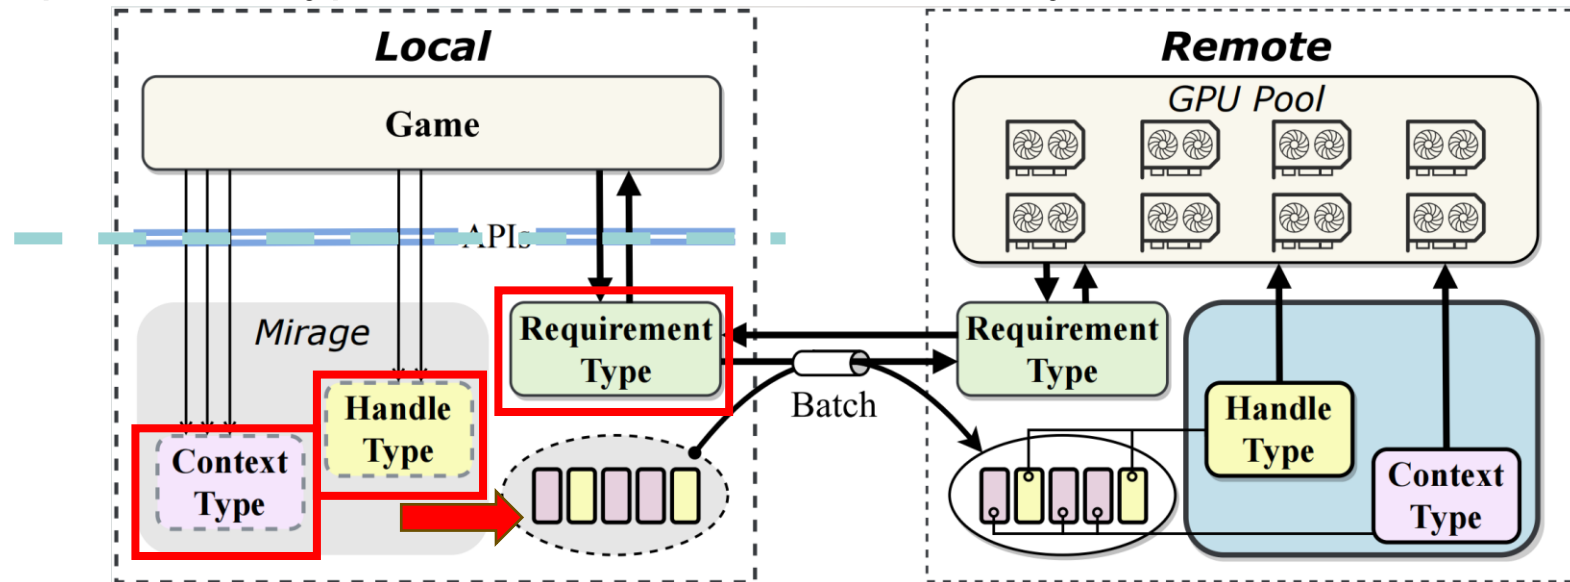 Local
Remote
GPU Pool
Game
APIs
Mirage
Requirement
Type
Requirement
Type
Batch
Handle
Type
Handle
Type
Context
Type
Context
Type